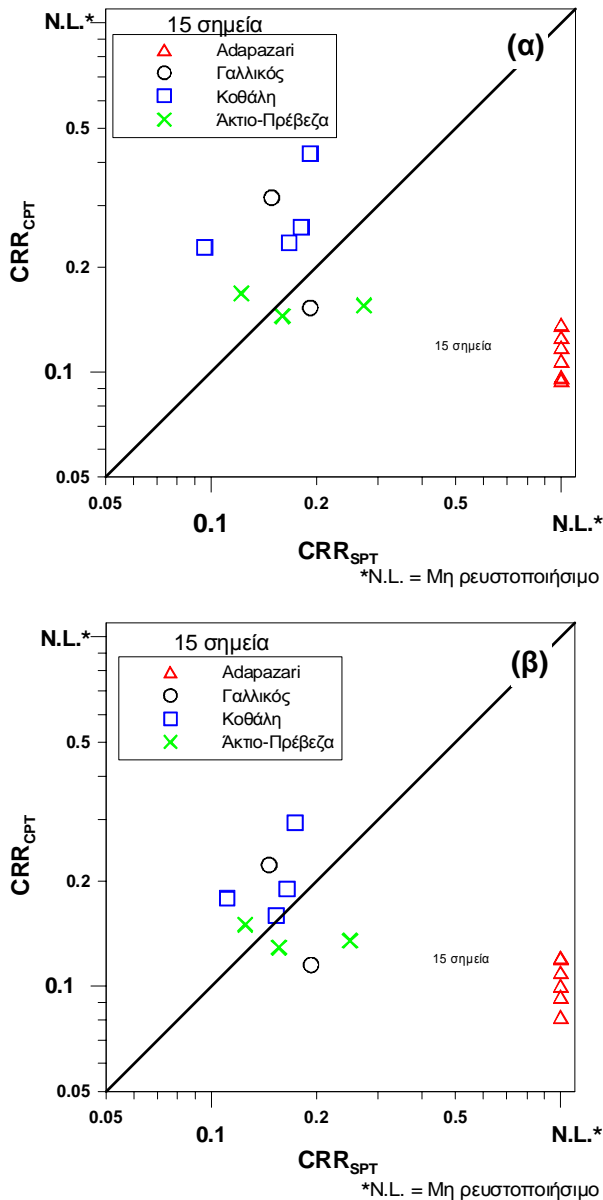 N.L.*
15 σημεία
(α)
Adapazari
Γαλλικός
Κοθάλη
Άκτιο-Πρέβεζα
0.5
CRRCPT
0.2
15 σημεία
0.1
0.05
0.05
0.1
0.2
0.5
N.L.*
CRRSPT
*N.L. = Μη ρευστοποιήσιμο
N.L.*
15 σημεία
(β)
Adapazari
Γαλλικός
Κοθάλη
Άκτιο-Πρέβεζα
0.5
CRRCPT
0.2
15 σημεία
0.1
0.05
0.05
0.1
0.2
0.5
N.L.*
CRRSPT
*N.L. = Μη ρευστοποιήσιμο